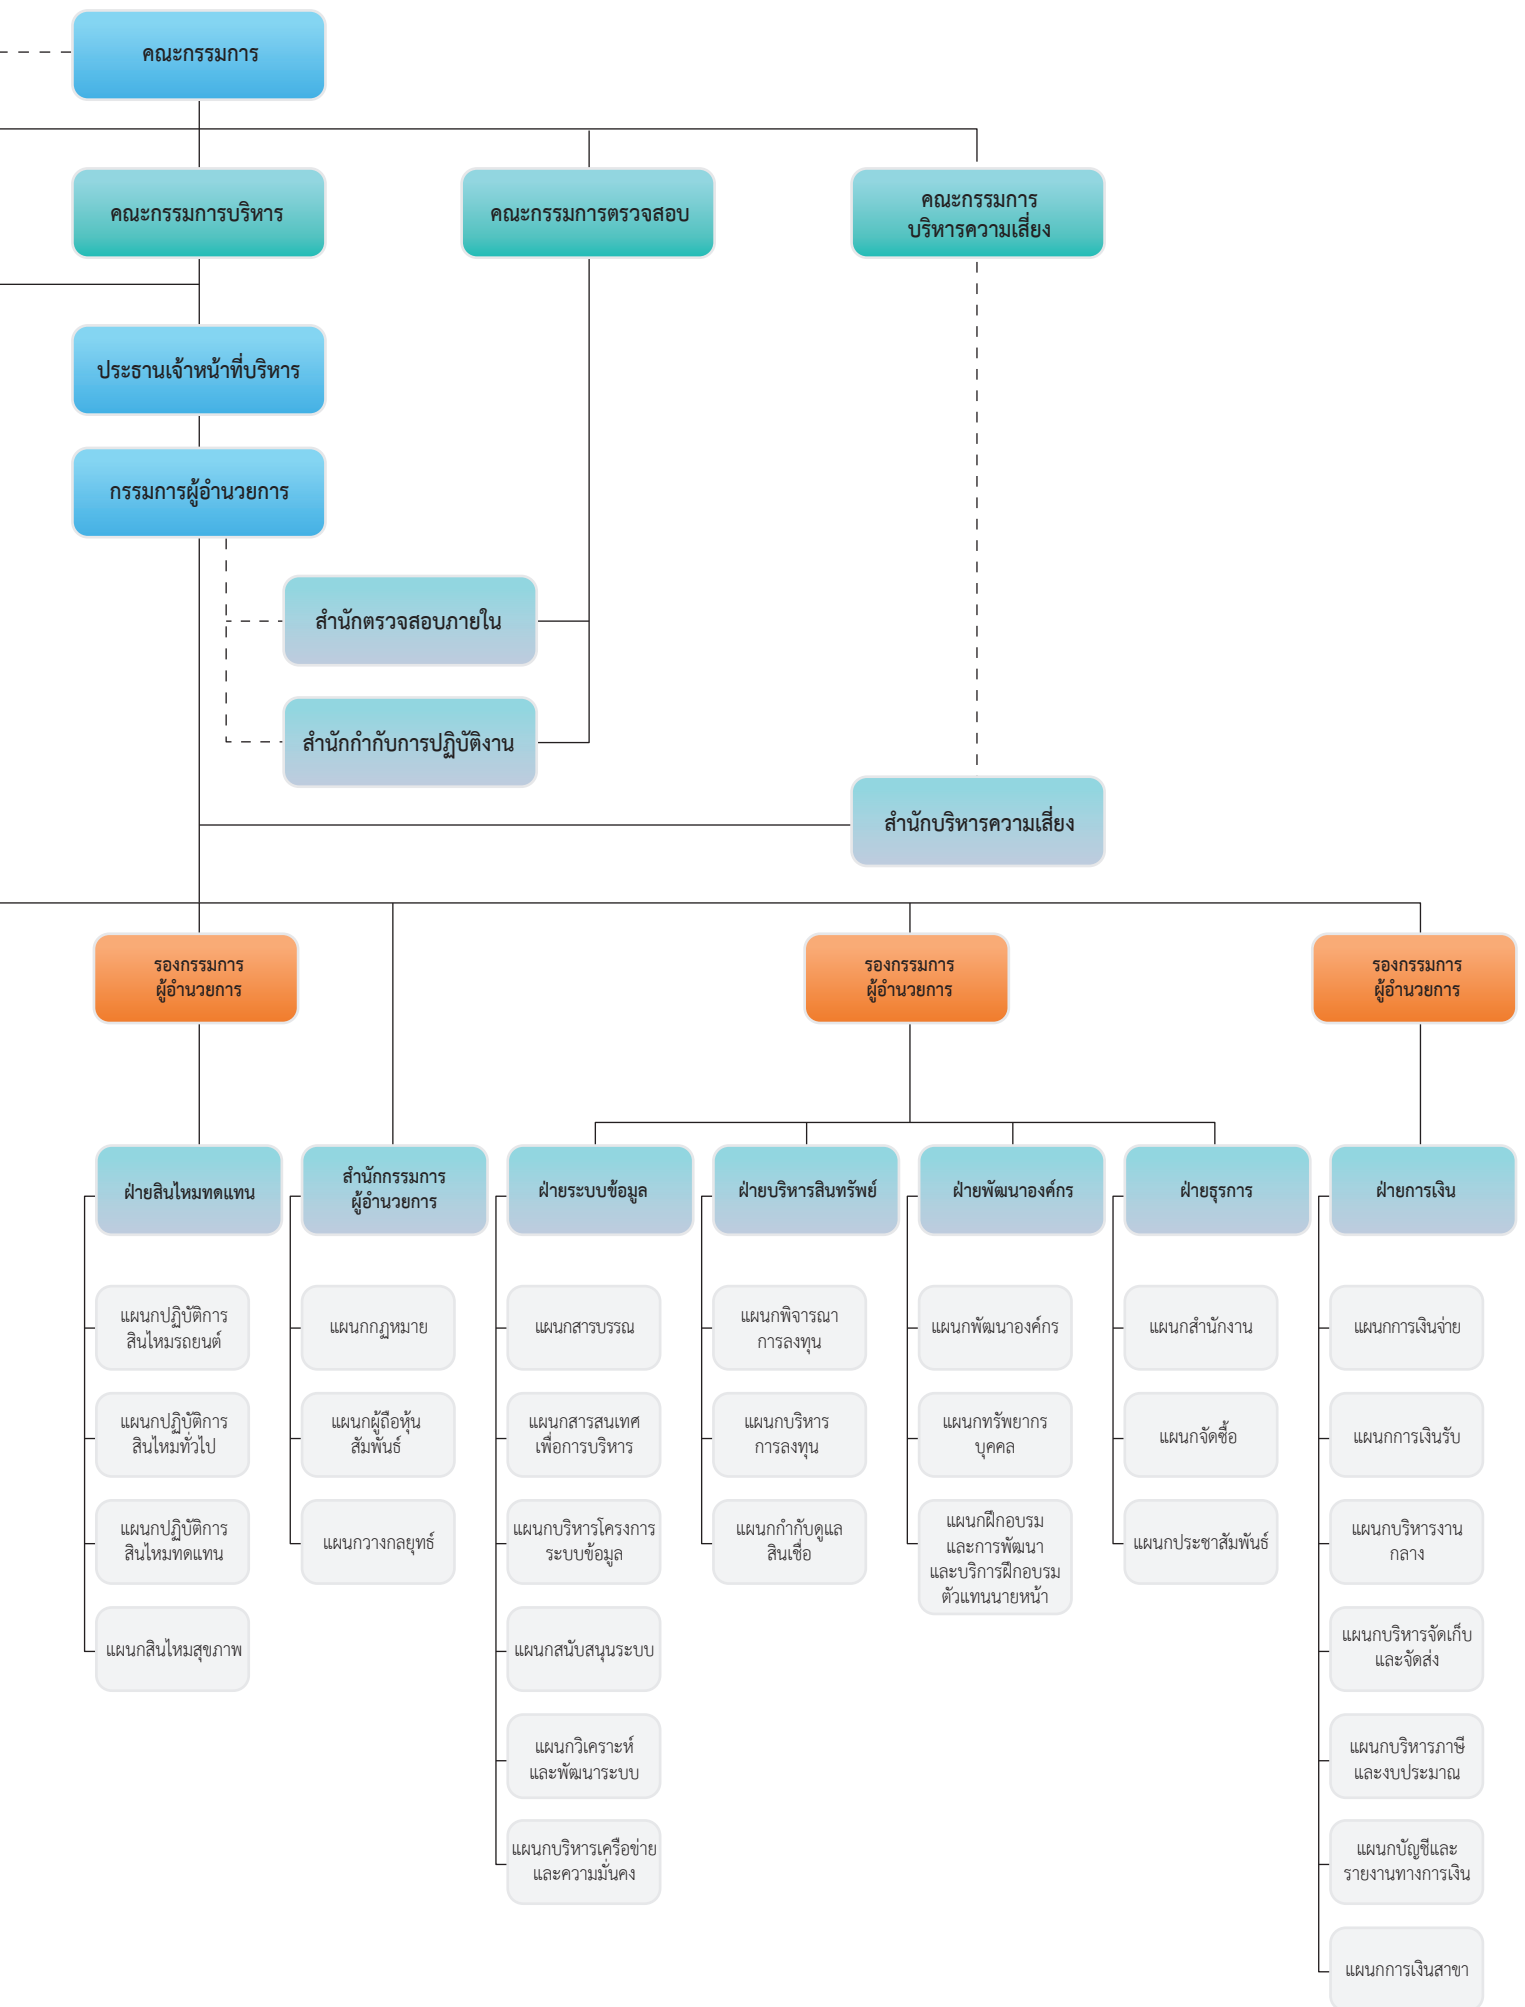 คณะกรรมการ
คณะกรรมการบริหาร
คณะกรรมการตรวจสอบ
คณะกรรมการ
บริหารความเสี่ยง
ประธานเจ้าหน้าที่บริหาร
กรรมการผู้อำนวยการ
สำนักตรวจสอบภายใน
สำนักกำกับการปฏิบัติงาน
สำนักบริหารความเสี่ยง
รองกรรมการ
ผู้อำนวยการ
รองกรรมการ
ผู้อำนวยการ
รองกรรมการ
ผู้อำนวยการ
ฝ่ายสินไหมทดแทน
แผนกปฏิบัติการ
สินไหมรถยนต์
แผนกปฏิบัติการ
สินไหมทั่วไป
แผนกปฏิบัติการ
สินไหมทดแทน
แผนกสินไหมสุขภาพ
สำนักกรรมการ
ผู้อำนวยการ
แผนกกฎหมาย
แผนกผู้ถือหุ้น
สัมพันธ์
แผนกวางกลยุทธ์
ฝ่ายระบบข้อมูล
แผนกสารบรรณ
แผนกสารสนเทศ
เพื่อการบริหาร
แผนกบริหารโครงการ
ระบบข้อมูล
แผนกสนับสนุนระบบ
แผนกวิเคราะห์
และพัฒนาระบบ
แผนกบริหารเครือข่าย
และความมั่นคง
ฝ่ายบริหารสินทรัพย์
แผนกพิจารณา
การลงทุน
แผนกบริหาร
การลงทุน
แผนกกำกับดูแล
สินเชื่อ
ฝ่ายพัฒนาองค์กร
แผนกพัฒนาองค์กร
แผนกทรัพยากร
บุคคล
แผนกฝึกอบรม
และการพัฒนา
และบริการฝึกอบรม
ตัวแทนนายหน้า
ฝ่ายธุรการ
แผนกสำนักงาน
แผนกจัดซื้อ
แผนกประชาสัมพันธ์
ฝ่ายการเงิน
แผนกการเงินจ่าย
แผนกการเงินรับ
แผนกบริหารงาน
กลาง
แผนกบริหารจัดเก็บ
และจัดส่ง
แผนกบริหารภาษี
และงบประมาณ
แผนกบัญชีและ
รายงานทางการเงิน
แผนกการเงินสาขา